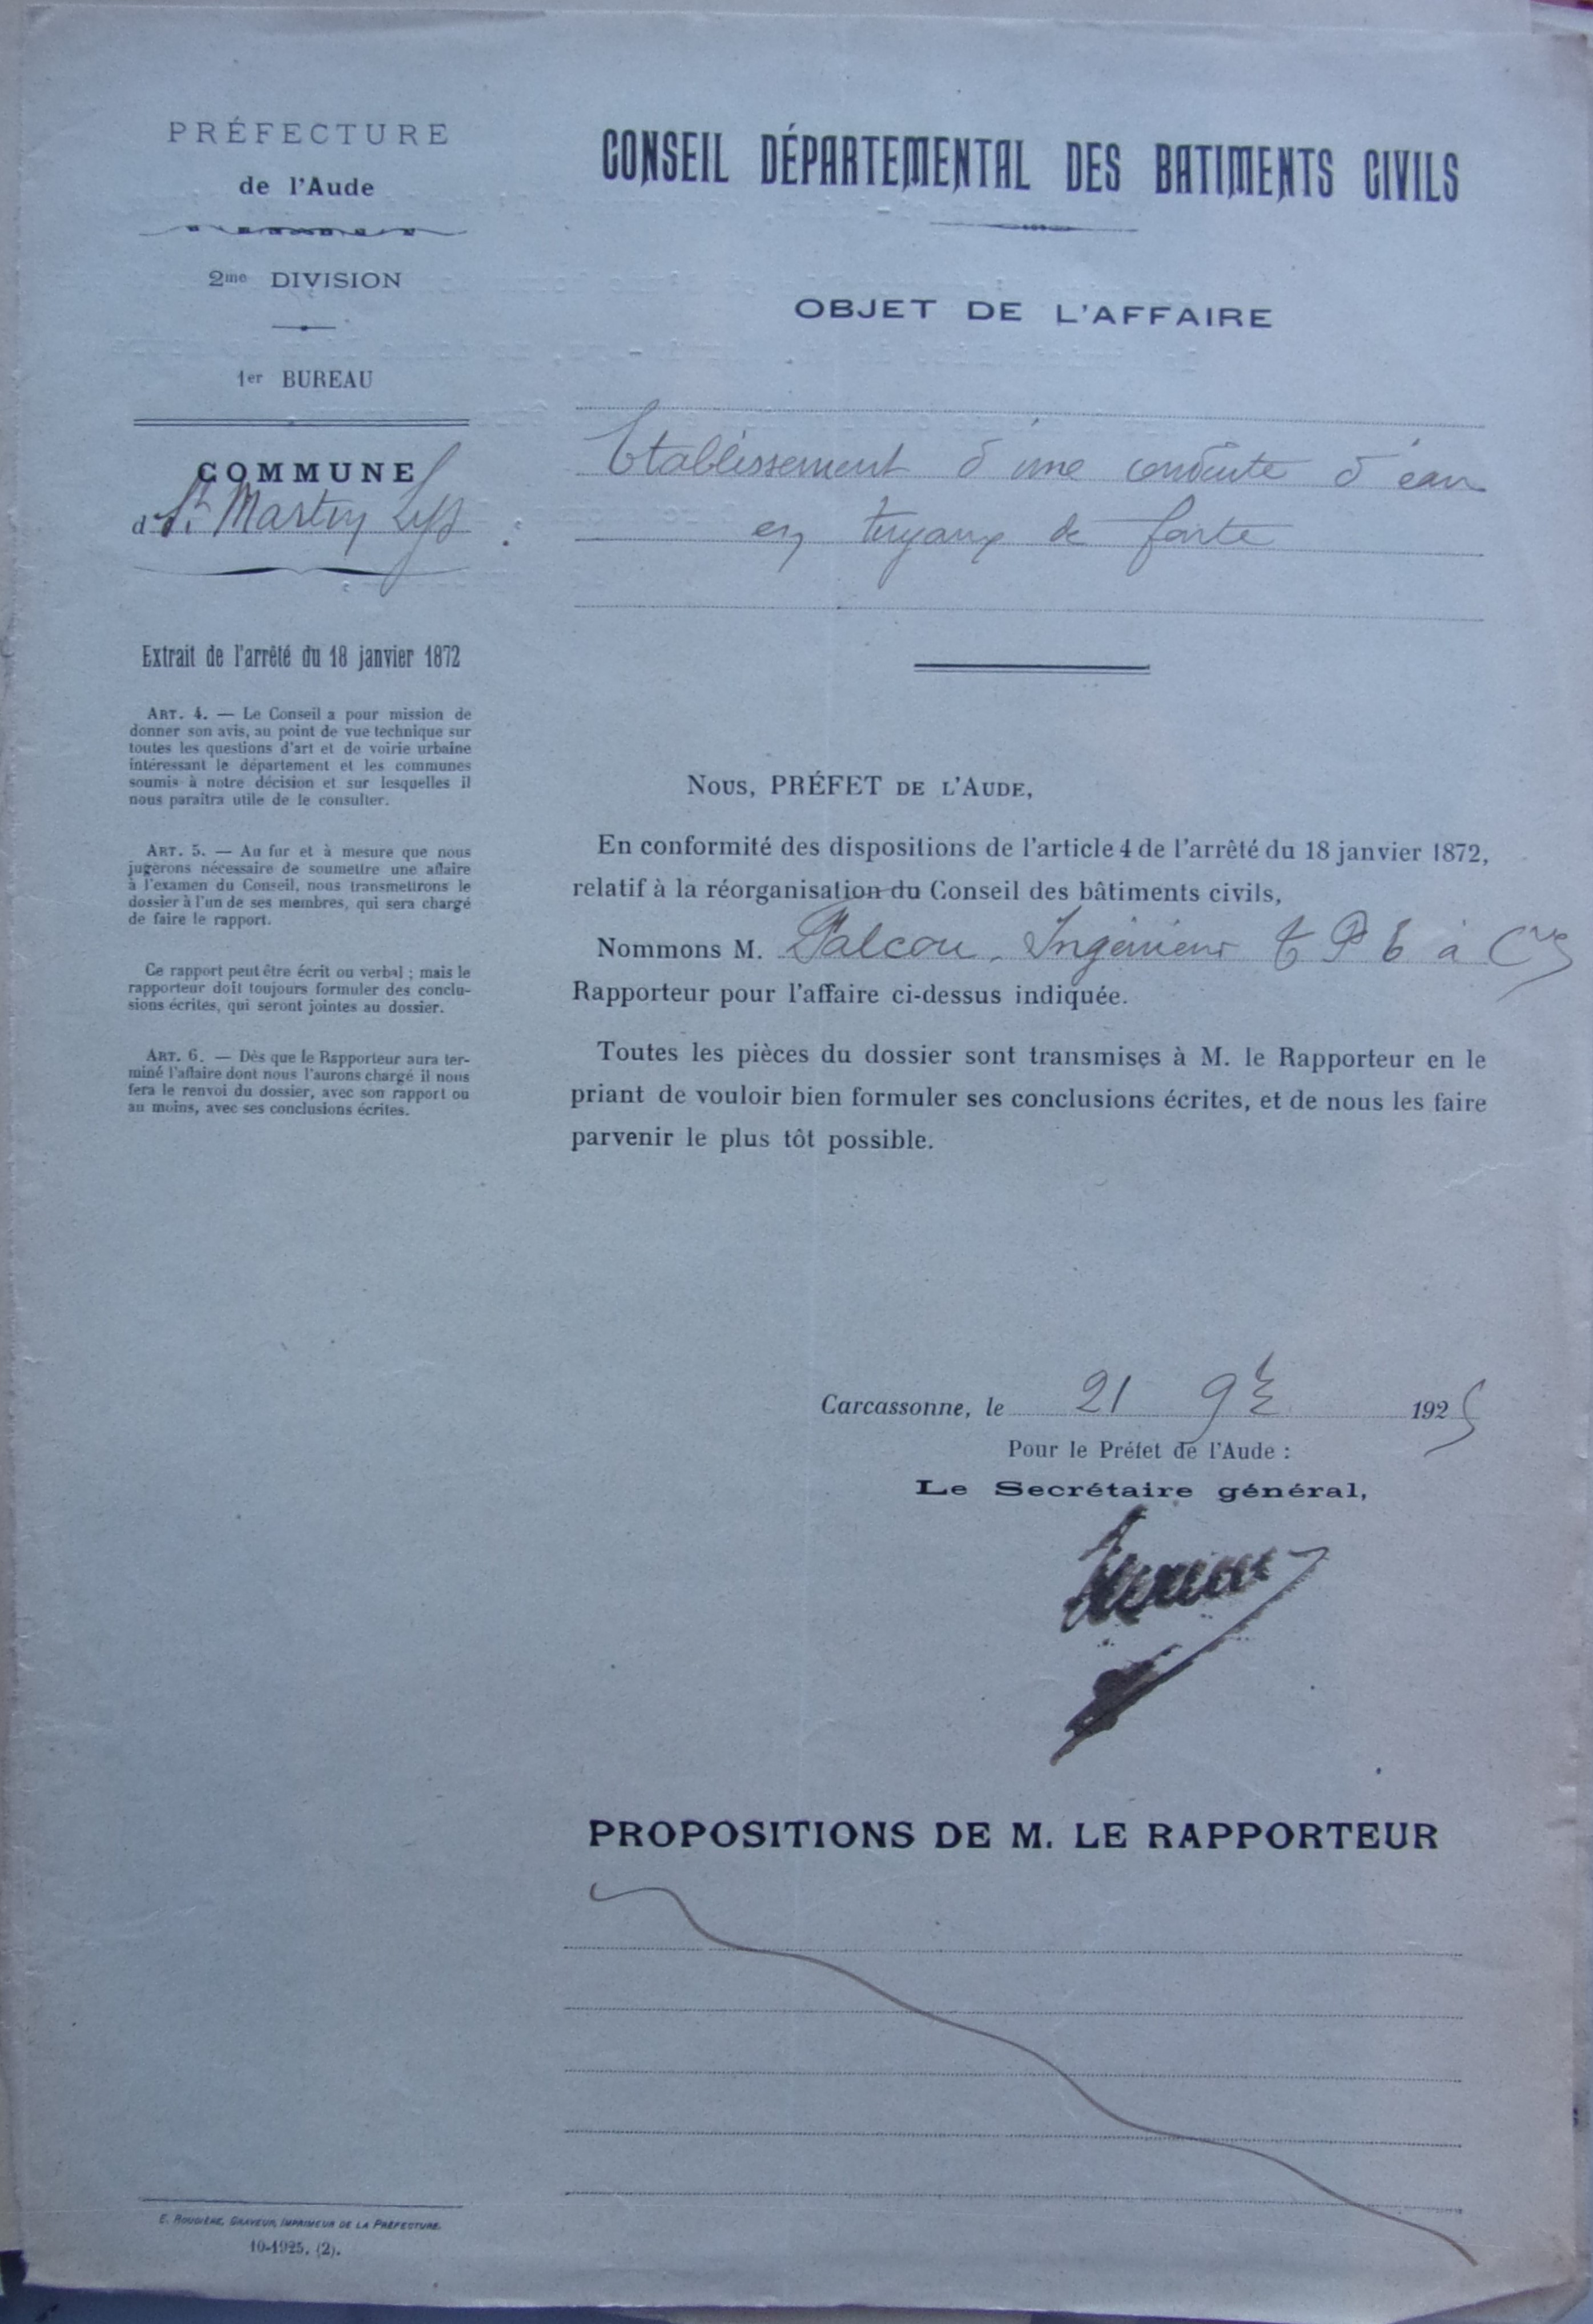 PRÉFECTURE
de l'Aude
2me DIVISION
1er BUREAU
COMMUNE
d St Martin Lys
Extrait de l'arrêté du 18 janvier 1872
ART. 4. — Le Conseil a pour mission de
donner son avis, au point de vue technique sur
toutes les questions d'art et de voirie urbaine
intéressant le département et les communes
soumis à notre décision et sur lesquelles il
nous paraîtra utile de le consulter.
ART. 5. — Au fur et à mesure que nous
jugerons nécessaire de soumettre une affaire
à l'examen du Conseil, nous transmettrons le
dossier à l'un de ses membres, qui sera chargé
de faire le rapport.
Ce rapport peut être écrit ou verbal ; mais le
rapporteur doit toujours formuler des conclu-
sions écrites, qui seront jointes au dossier.
ART. 6. — Dès que le Rapporteur aura ter-
miné l'affaire dont nous l'aurons chargé il nous
fera le renvoi du dossier, avec son rapport ou
au moins, avec ses conclusions écrites.
E. ROUDIÈRE, GRAVEUR, IMPRIMEUR DE LA PRÉFECTURE.
10-1925. (2).
CONSEIL DÉPARTEMENTAL DES BATIMENTS CIVILS
OBJET DE L'AFFAIRE
Etablissement d'une conduite d'eau
en tuyaux de fonte
NOUS, PRÉFET DE L'AUDE,
En conformité des dispositions de l'article 4 de l'arrêté du 18 janvier 1872,
relatif à la réorganisation du Conseil des bâtiments civils,
Nommons M. Falcou, Ingénieur T P E à
Rapporteur pour l'affaire ci-dessus indiquée.
Toutes les pièces du dossier sont transmises à M. le Rapporteur en le
priant de vouloir bien formuler ses conclusions écrites, et de nous les faire
parvenir le plus tôt possible.
Carcassonne, le 21 9bre 1925
Pour le Préfet de l'Aude :
Le Secrétaire général,
PROPOSITIONS DE M. LE RAPPORTEUR